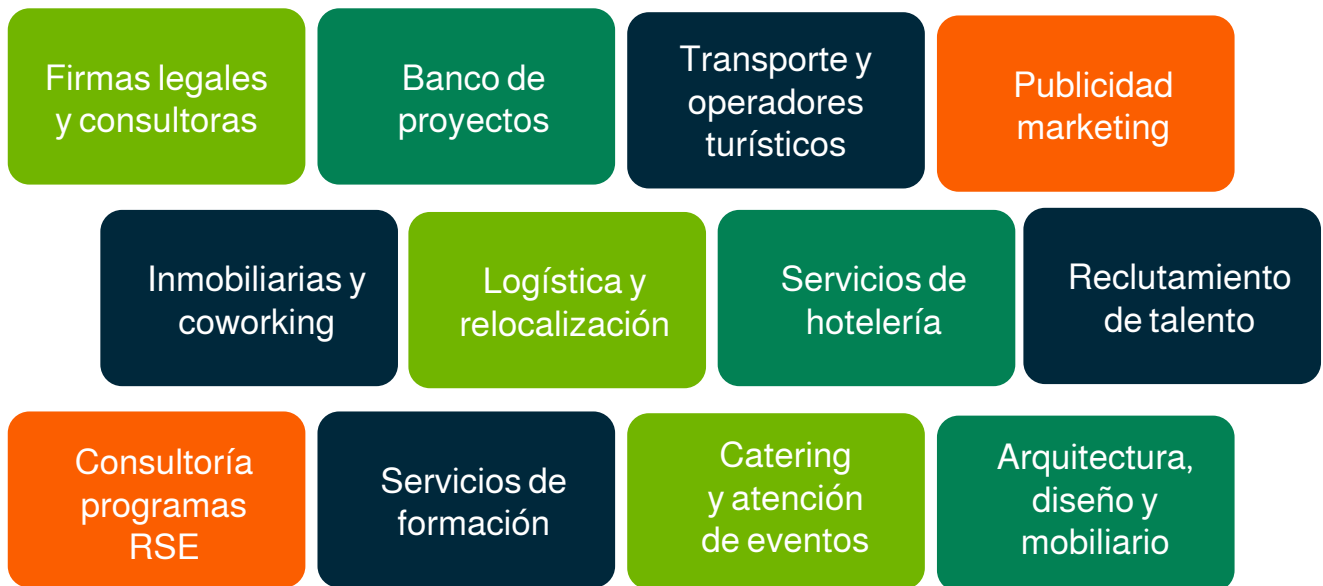 Firmas legales
y consultoras
Banco de
proyectos
Transporte y
operadores
turísticos
Publicidad
marketing
Inmobiliarias y
coworking
Logística y
relocalización
Servicios de
hotelería
Reclutamiento
de talento
Consultoría
programas
RSE
Servicios de
formación
Catering
y atención
de eventos
Arquitectura,
diseño y
mobiliario